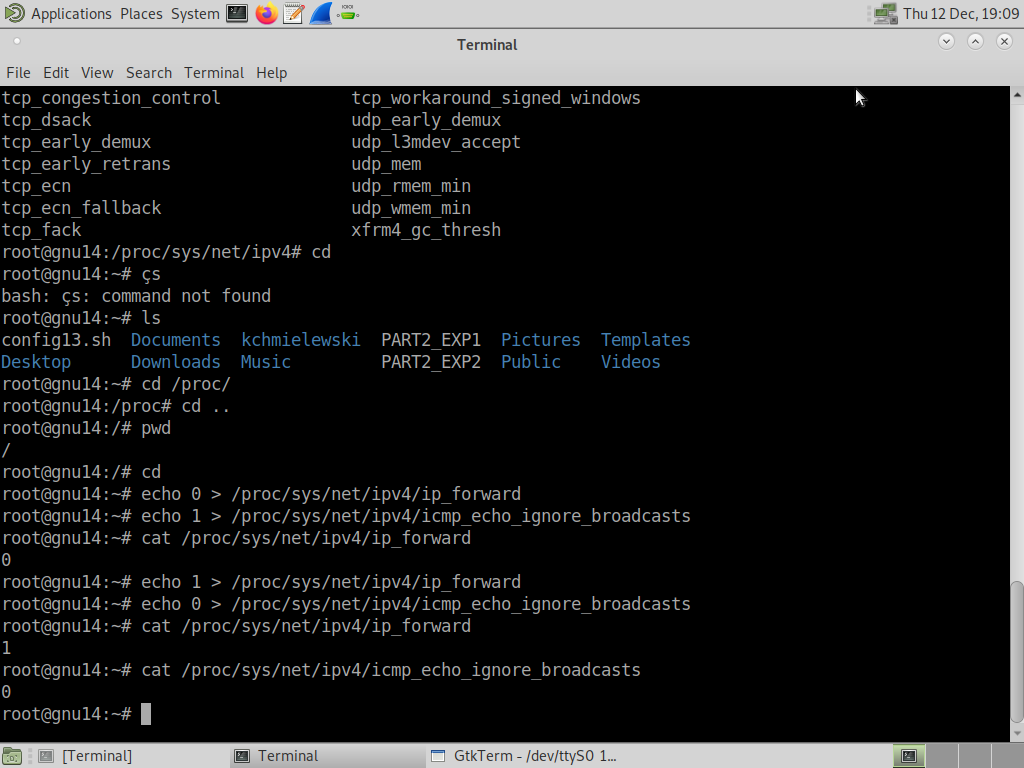 Applications Places System Thu 12 Dec, 19:09
Terminal
File Edit View Search Terminal Help
tcp_congestion_control tcp_workaround_signed_windows
tcp_dsack udp_early_demux
tcp_early_demux udp_l3mdev_accept
tcp_early_retrans udp_mem
tcp_ecn udp_rmem_min
tcp_ecn_fallback udp_wmem_min
tcp_fack xfrm4_gc_thresh
root@gnu14:/proc/sys/net/ipv4# cd
root@gnu14:~# çs
bash: çs: command not found
root@gnu14:~# ls
config13.sh Documents kchmielewski PART2_EXP1 Pictures Templates
Desktop Downloads Music PART2_EXP2 Public Videos
root@gnu14:~# cd /proc/
root@gnu14:/proc# cd ..
root@gnu14:/# pwd
/
root@gnu14:/# cd
root@gnu14:~# echo 0 > /proc/sys/net/ipv4/ip_forward
root@gnu14:~# echo 1 > /proc/sys/net/ipv4/icmp_echo_ignore_broadcasts
root@gnu14:~# cat /proc/sys/net/ipv4/ip_forward
0
root@gnu14:~# echo 1 > /proc/sys/net/ipv4/ip_forward
root@gnu14:~# echo 0 > /proc/sys/net/ipv4/icmp_echo_ignore_broadcasts
root@gnu14:~# cat /proc/sys/net/ipv4/ip_forward
1
root@gnu14:~# cat /proc/sys/net/ipv4/icmp_echo_ignore_broadcasts
0
root@gnu14:~#
[Terminal] Terminal GtkTerm - /dev/ttyS0 1...